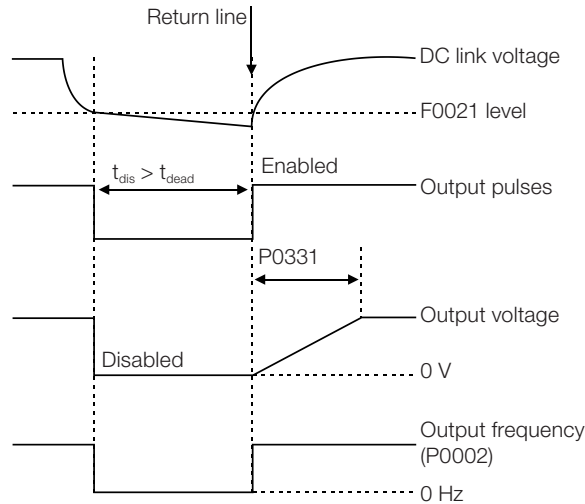 Return line
DC link voltage
F0021 level
t_dis > t_dead
Enabled
Output pulses
P0331
Output voltage
Disabled
0 V
Output frequency
(P0002)
0 Hz